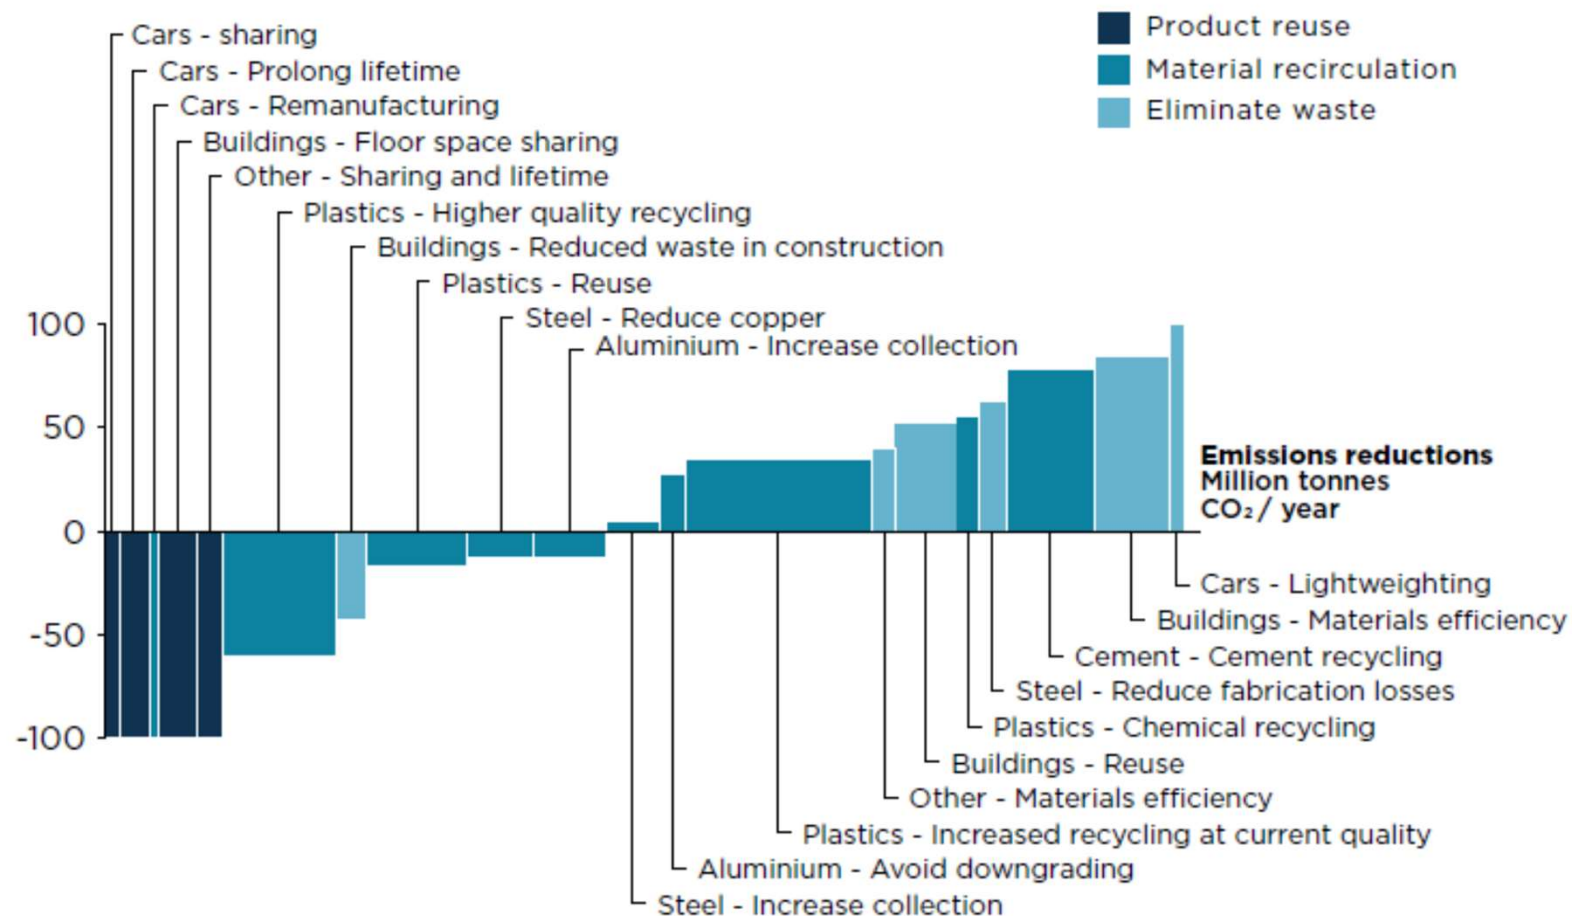 Cars - sharing
Cars - Prolong lifetime
Cars - Remanufacturing
Buildings - Floor space sharing
Other - Sharing and lifetime
Plastics - Higher quality recycling
Buildings - Reduced waste in construction
Plastics - Reuse
Steel - Reduce copper
Aluminium - Increase collection
Product reuse
Material recirculation
Eliminate waste
100
50
0
-50
-100
Emissions reductions
Million tonnes
CO₂ / year
Cars - Lightweighting
Buildings - Materials efficiency
Cement - Cement recycling
Steel - Reduce fabrication losses
Plastics - Chemical recycling
Buildings - Reuse
Other - Materials efficiency
Plastics - Increased recycling at current quality
Aluminium - Avoid downgrading
Steel - Increase collection